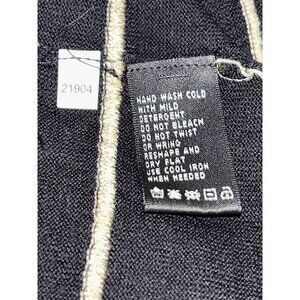 21904
HAND WASH COLD
WITH MILD
DETERGENT
DO NOT BLEACH
DO NOT TWIST
OR WRING
RESHAPE AND
DRY FLAT
USE COOL IRON
WHEN NEEDED